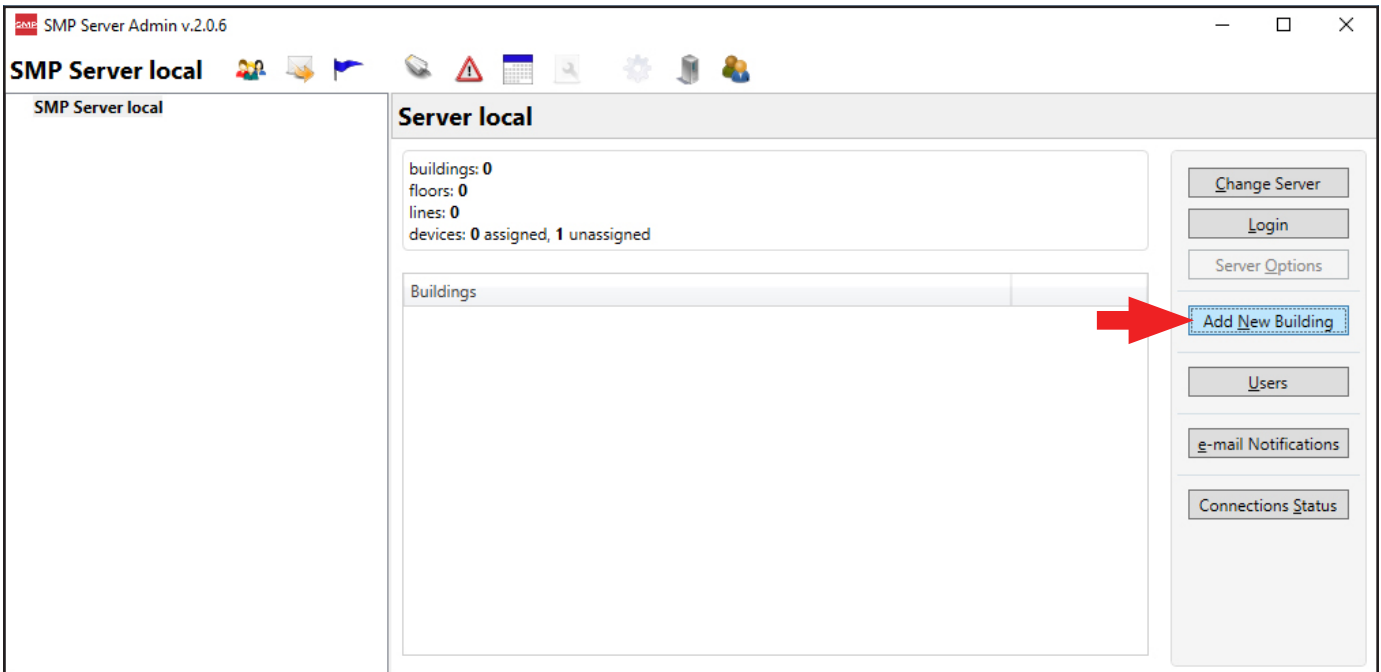 SMP SMP Server Admin v.2.0.6
SMP Server local
SMP Server local
Server local
buildings: 0
floors: 0
lines: 0
devices: 0 assigned, 1 unassigned
Buildings
Change Server
Login
Server Options
Add New Building
Users
e-mail Notifications
Connections Status